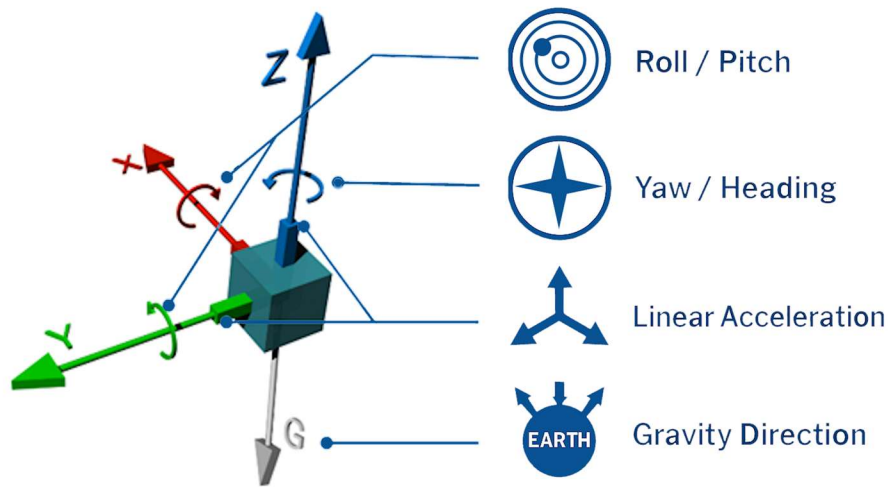 Z
Roll / Pitch
X
Yaw / Heading
Y
Linear Acceleration
G
Gravity Direction
EARTH